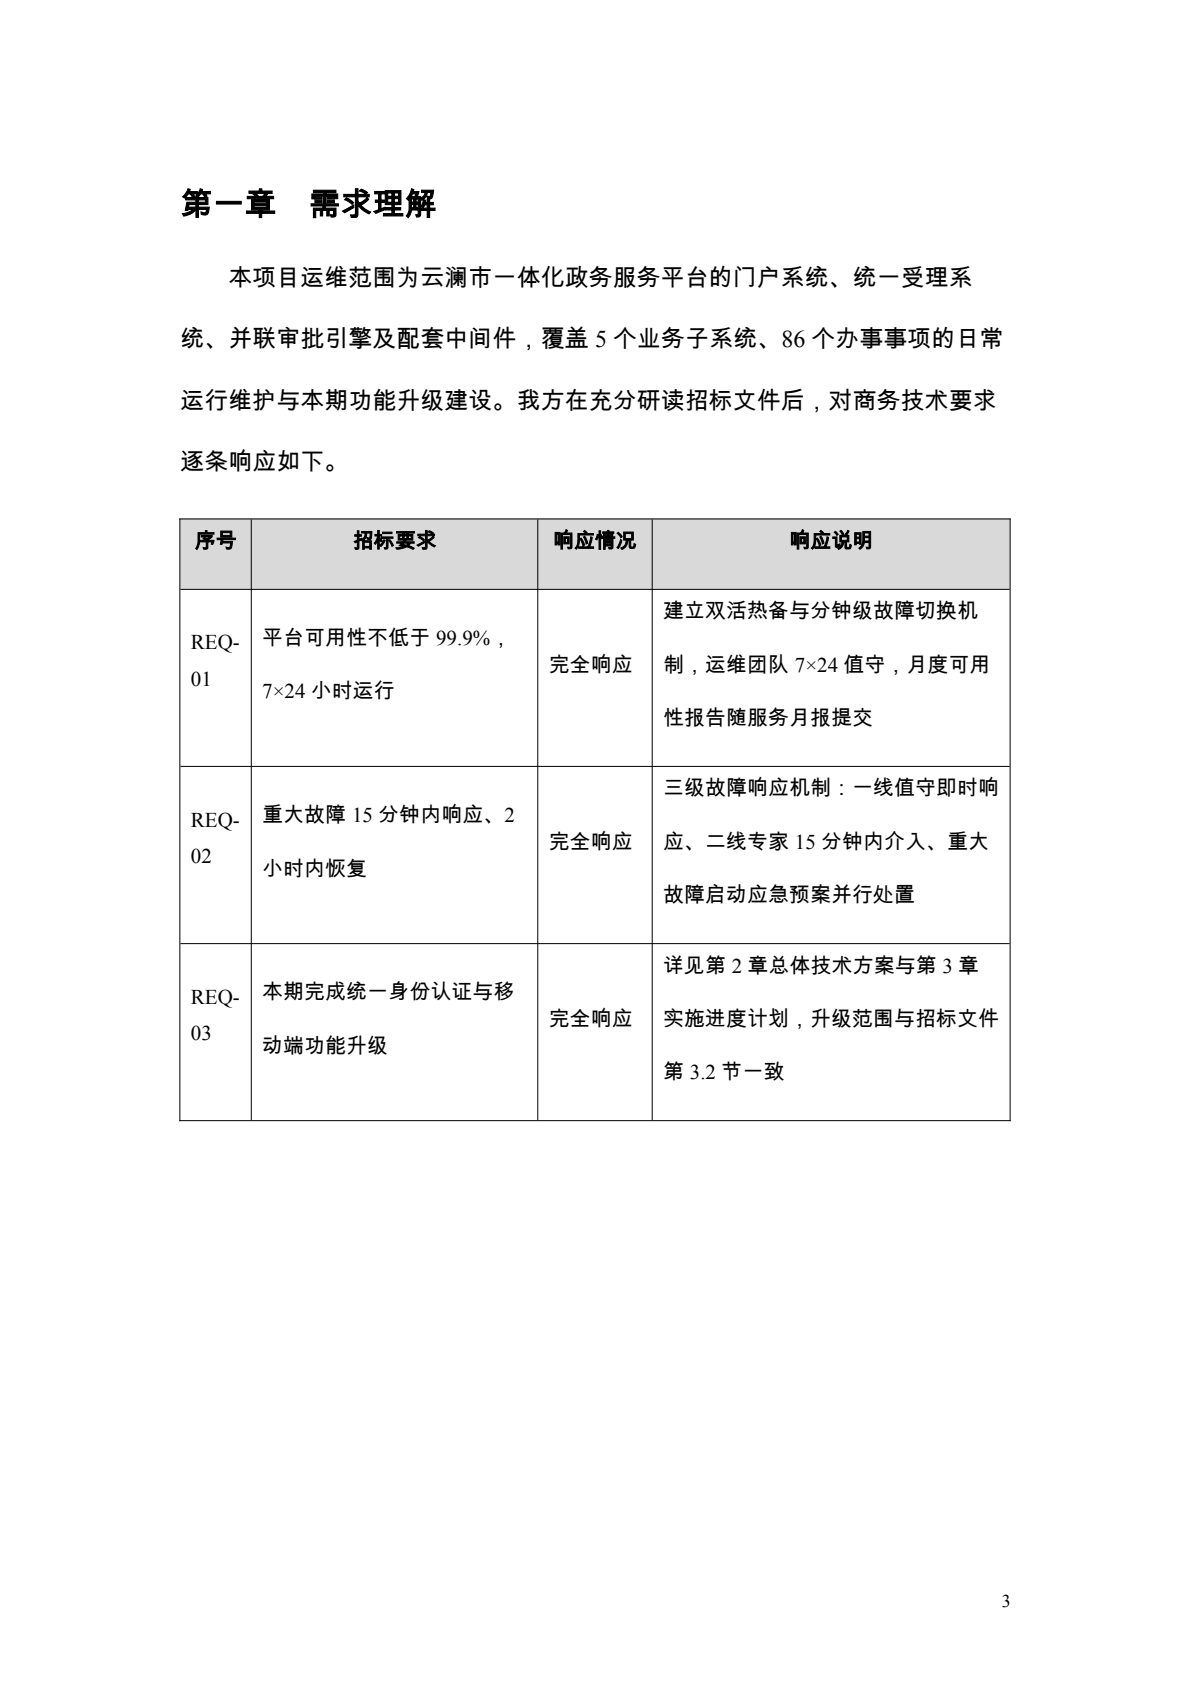 第一章　需求理解
本项目运维范围为云澜市一体化政务服务平台的门户系统、统一受理系
统、并联审批引擎及配套中间件，覆盖 5 个业务子系统、86 个办事事项的日常
运行维护与本期功能升级建设。我方在充分研读招标文件后，对商务技术要求
逐条响应如下。
序号 招标要求 响应情况 响应说明
REQ-
01
平台可用性不低于 99.9%，
7×24 小时运行
完全响应
建立双活热备与分钟级故障切换机
制，运维团队 7×24 值守，月度可用
性报告随服务月报提交
REQ-
02
重大故障 15 分钟内响应、2
小时内恢复
完全响应
三级故障响应机制：一线值守即时响
应、二线专家 15 分钟内介入、重大
故障启动应急预案并行处置
REQ-
03
本期完成统一身份认证与移
动端功能升级
完全响应
详见第 2 章总体技术方案与第 3 章
实施进度计划，升级范围与招标文件
第 3.2 节一致
3